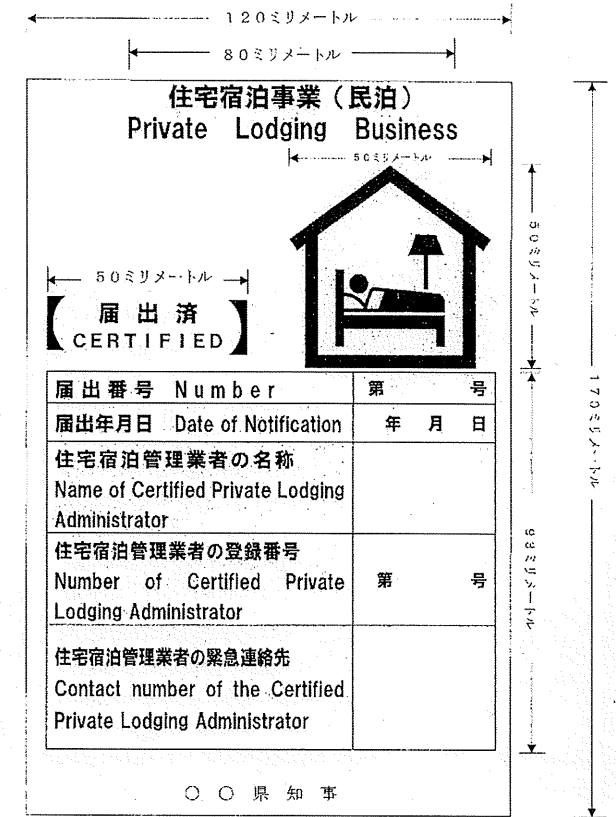 120ミリメートル
80ミリメートル
住宅宿泊事業(民泊)
Private Lodging Business
50ミリメートル
50ミリメートル
50ミリメートル
届出済
CERTIFIED
届出番号 Number 第 号
届出年月日 Date of Notification 年 月 日
住宅宿泊管理業者の名称
Name of Certified Private Lodging
Administrator
住宅宿泊管理業者の登録番号
Number of Certified Private
Lodging Administrator
第 号
住宅宿泊管理業者の緊急連絡先
Contact number of the Certified
Private Lodging Administrator
93ミリメートル
170ミリメートル
○○県知事